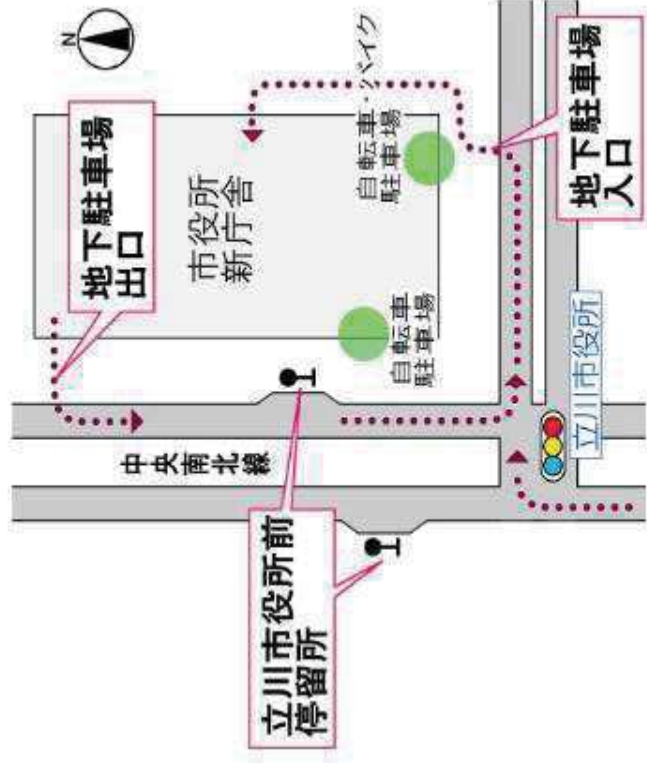 N
地下駐車場
出口
市役所
新庁舎
自転車・バイク
駐車場
自転車
駐車場
中央南北線
立川市役所前
停留所
地下駐車場
入口
立川市役所